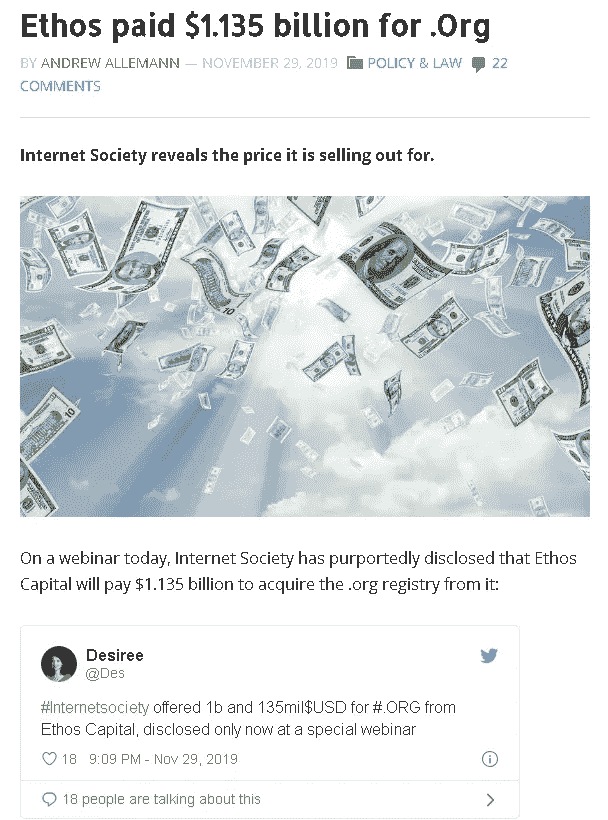 Ethos paid $1.135 billion for .Org
BY ANDREW ALLEMANN — NOVEMBER 29, 2019 POLICY & LAW 22
COMMENTS
Internet Society reveals the price it is selling out for.
On a webinar today, Internet Society has purportedly disclosed that Ethos
Capital will pay $1.135 billion to acquire the .org registry from it:
Desiree
@Des
#Internetsociety offered 1b and 135mil$USD for #.ORG from
Ethos Capital, disclosed only now at a special webinar
18 9:09 PM - Nov 29, 2019
18 people are talking about this